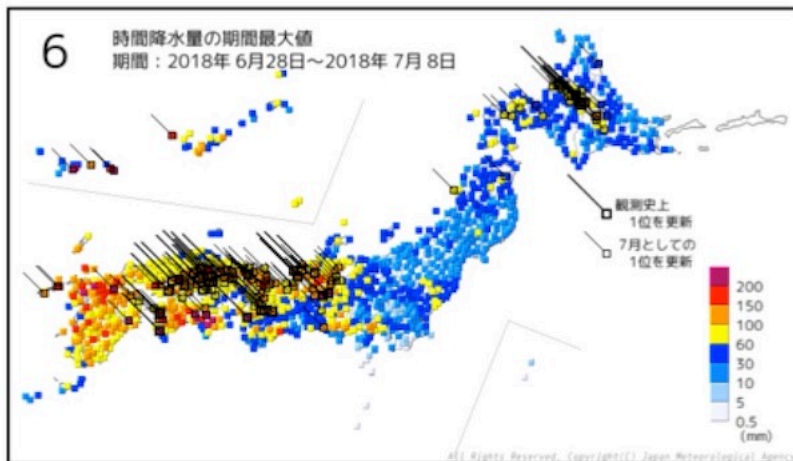 6
時間降水量の期間最大値
期間：2018年 6月28日～2018年 7月 8日
観測史上
1位を更新
7月としての
1位を更新
200
150
100
60
30
10
5
0.5
(mm)
All Rights Reserved. Copyright(C) Japan Meteorological Agency